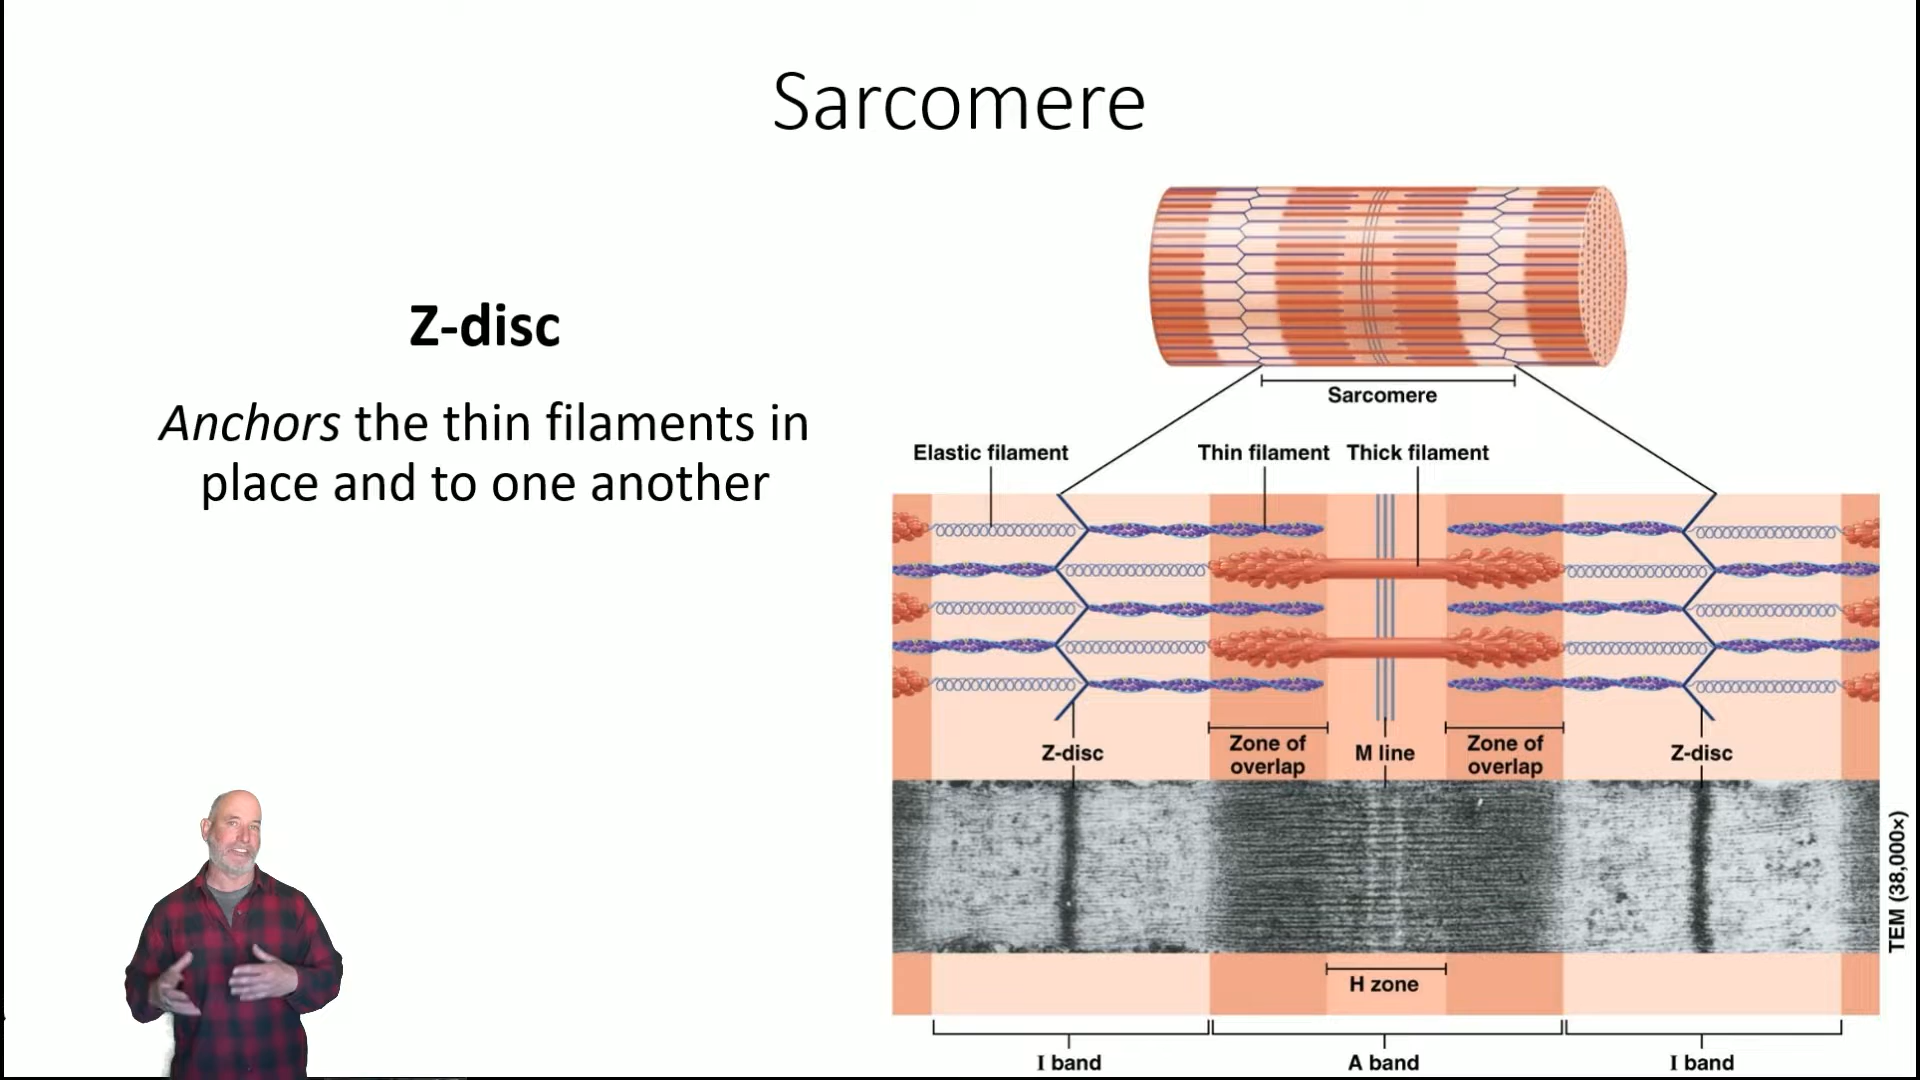 Sarcomere
Z-disc
Anchors the thin filaments in
place and to one another
Sarcomere
Elastic filament
Thin filament
Thick filament
Z-disc
Zone of
overlap
M line
Zone of
overlap
Z-disc
TEM (38,000×)
H zone
I band
A band
I band